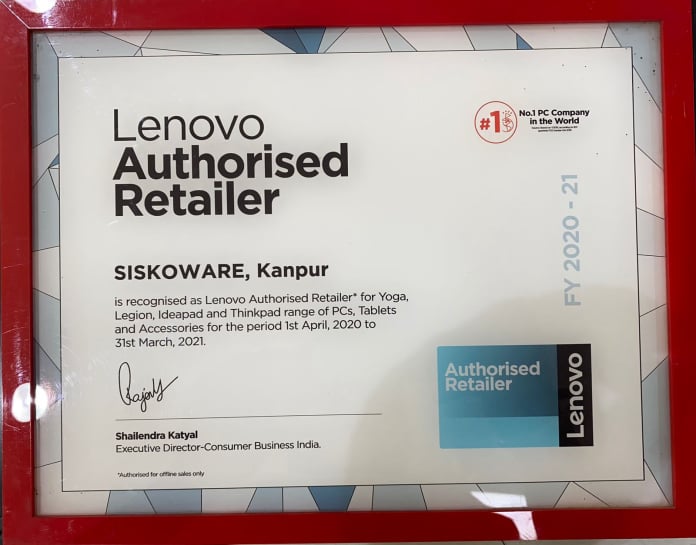 Lenovo
Authorised
Retailer
#1
No.1 PC Company
in the World
FY 2020 - 21
SISKOWARE, Kanpur
is recognised as Lenovo Authorised Retailer* for Yoga,
Legion, Ideapad and Thinkpad range of PCs, Tablets
and Accessories for the period 1st April, 2020 to
31st March, 2021.
Authorised
Retailer
Lenovo
Shailendra Katyal
Executive Director-Consumer Business India.
*Authorised for offline sales only